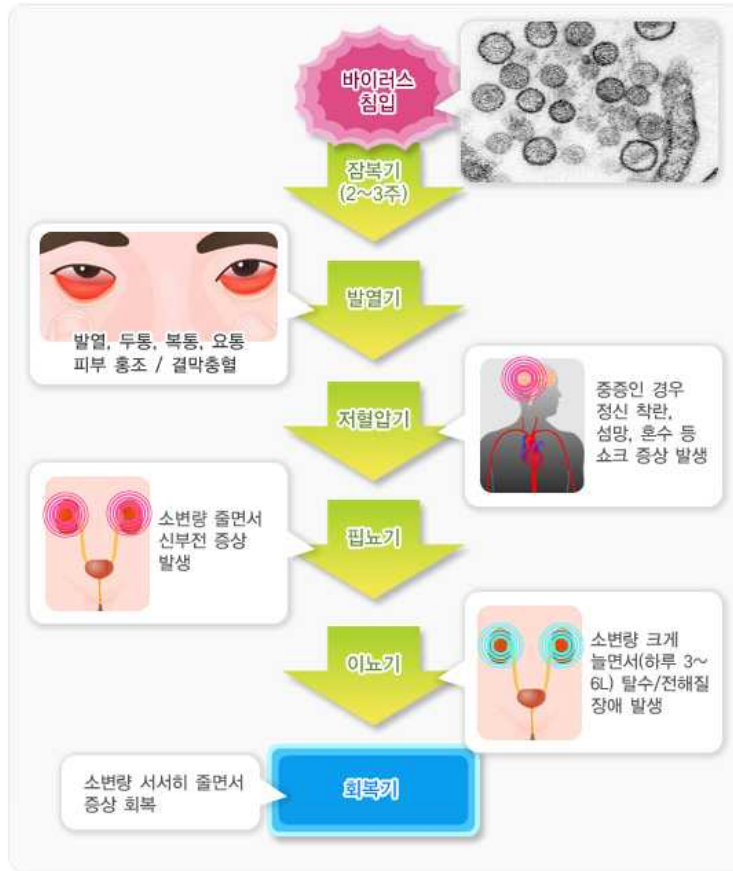 바이러스
침입
잠복기
(2~3주)
발열기
발열, 두통, 복통, 요통
피부 홍조 / 결막충혈
저혈압기
중증인 경우
정신 착란,
섬망, 혼수 등
쇼크 증상 발생
핍뇨기
소변량 줄면서
신부전 증상
발생
이뇨기
소변량 크게
늘면서(하루 3~
6L) 탈수/전해질
장애 발생
회복기
소변량 서서히 줄면서
증상 회복